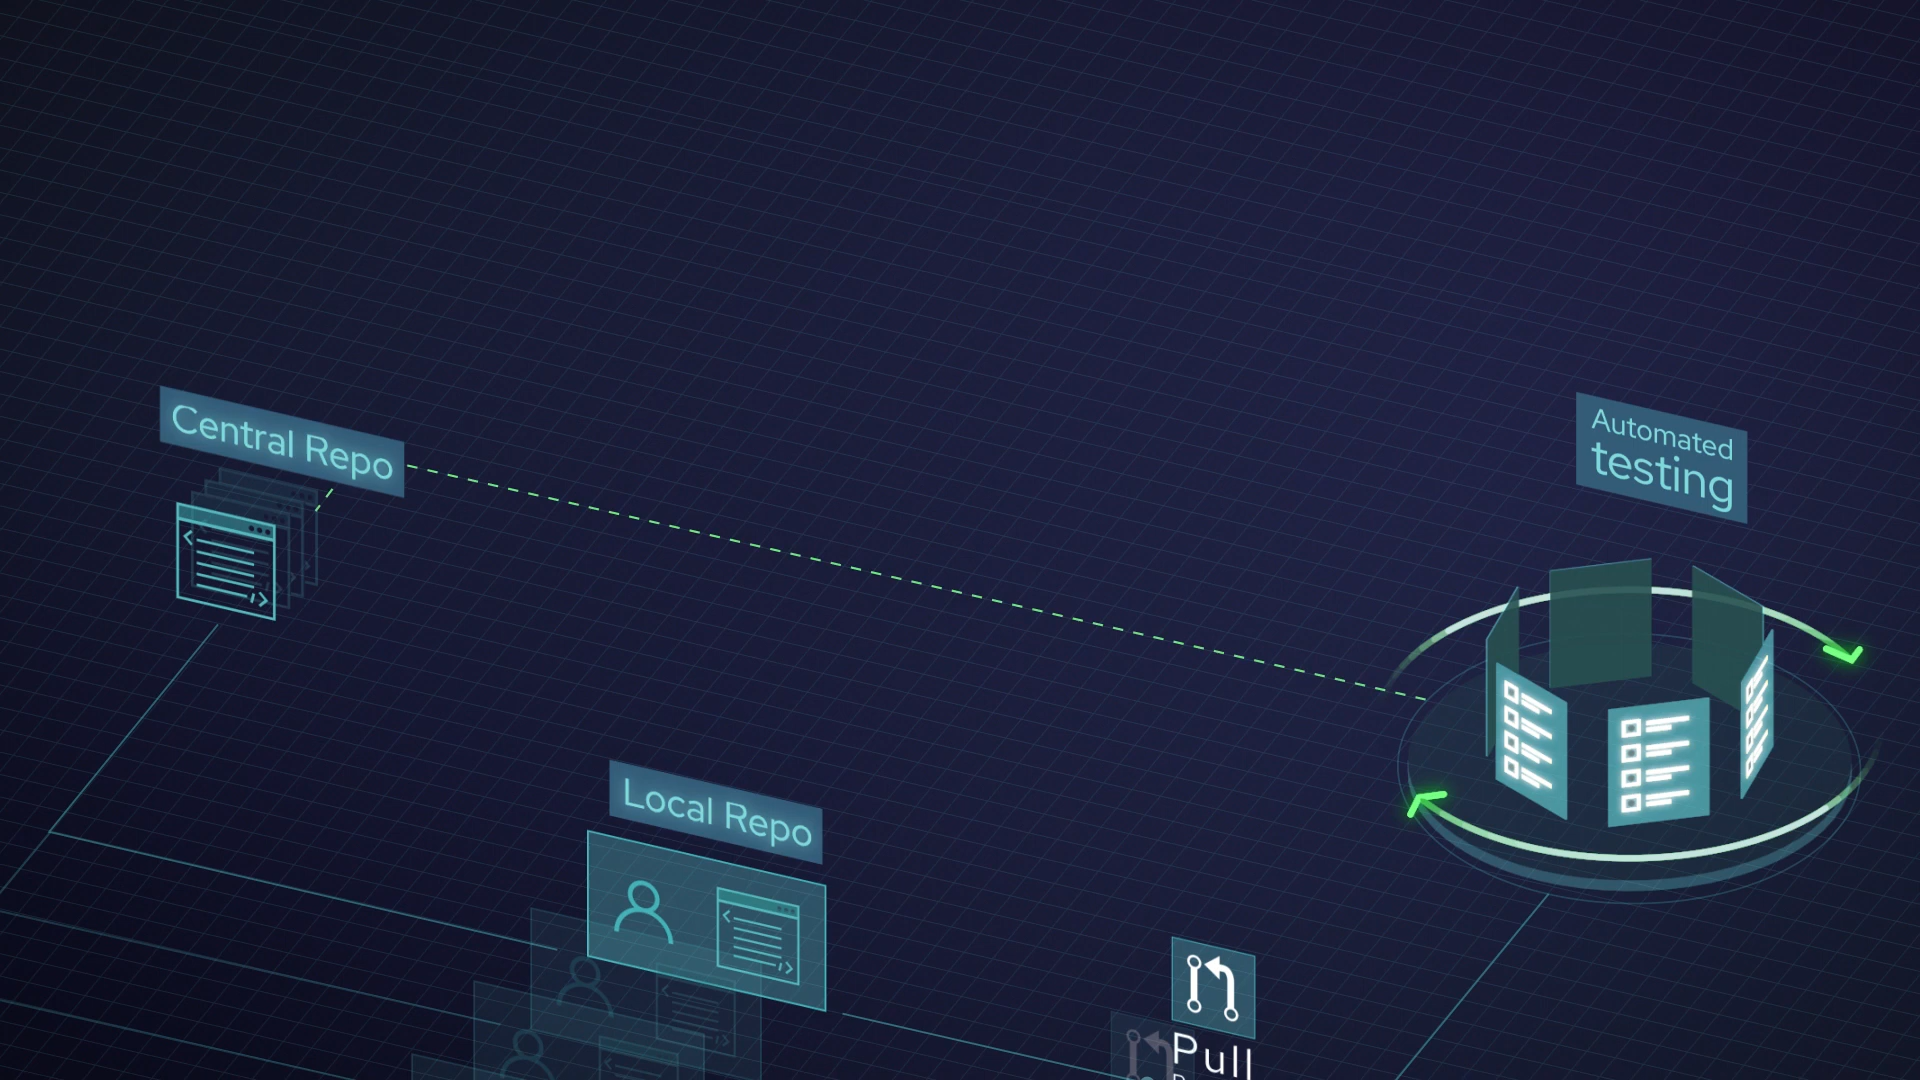 Central Repo
Automated
testing
Local Repo
Pull